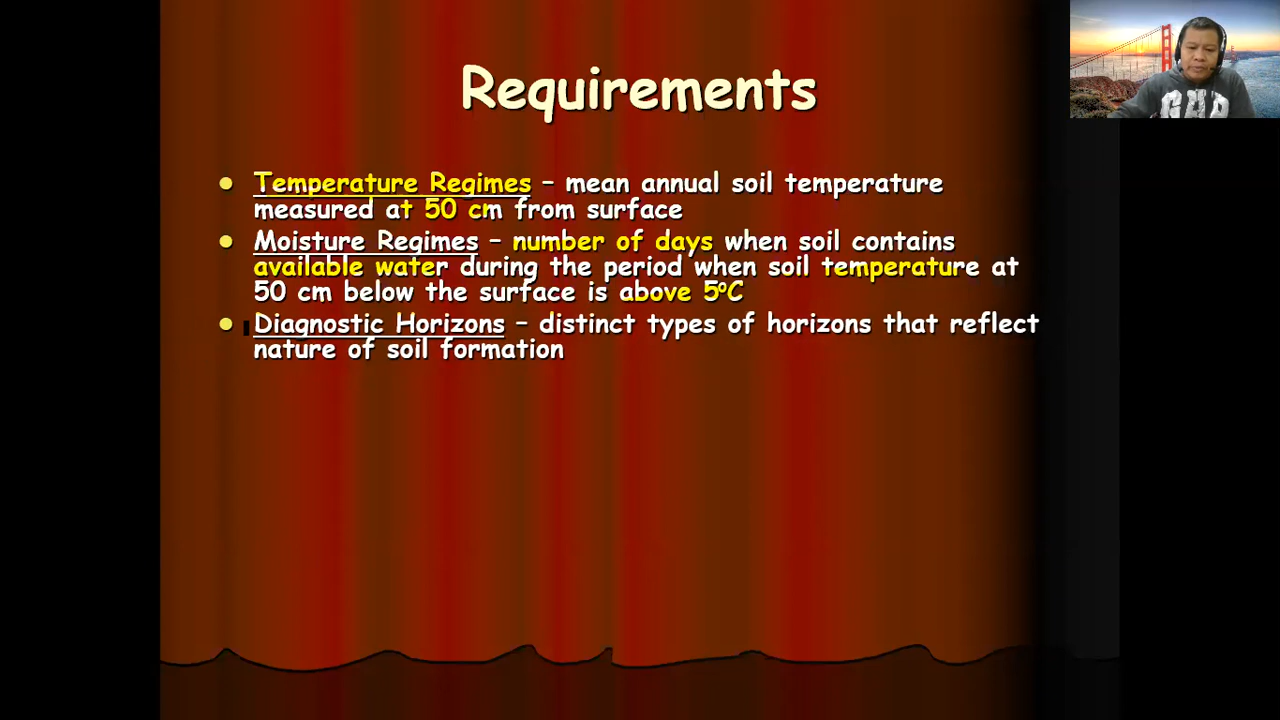 Requirements
GAP
Temperature Regimes – mean annual soil temperature
measured at 50 cm from surface
Moisture Regimes – number of days when soil contains
available water during the period when soil temperature at
50 cm below the surface is above 5ºC
Diagnostic Horizons – distinct types of horizons that reflect
nature of soil formation